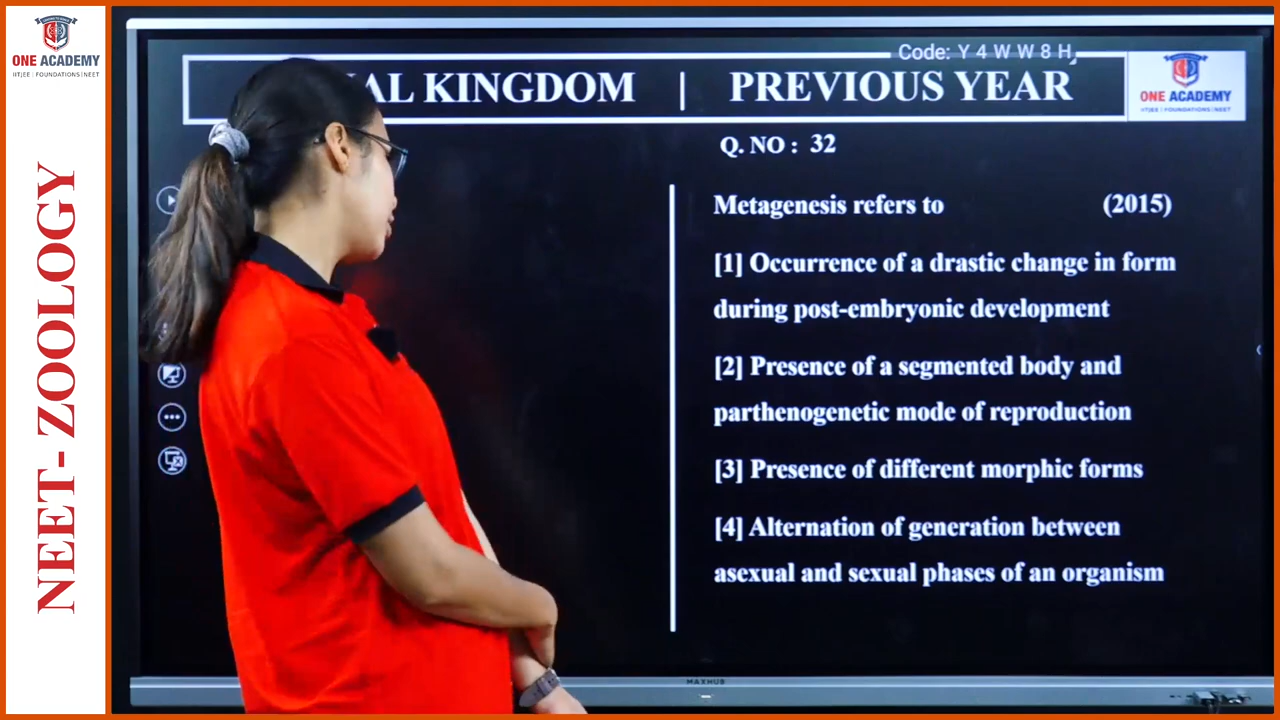 ONE ACADEMY
IIT|JEE | FOUNDATIONS|NEET
NEET- ZOOLOGY
Code: Y 4 W W 8 H
AL KINGDOM | PREVIOUS YEAR
ONE ACADEMY
IIT|JEE | FOUNDATIONS|NEET
Q. NO : 32
Metagenesis refers to (2015)
[1] Occurrence of a drastic change in form
during post-embryonic development
[2] Presence of a segmented body and
parthenogenetic mode of reproduction
[3] Presence of different morphic forms
[4] Alternation of generation between
asexual and sexual phases of an organism
MAXHUB